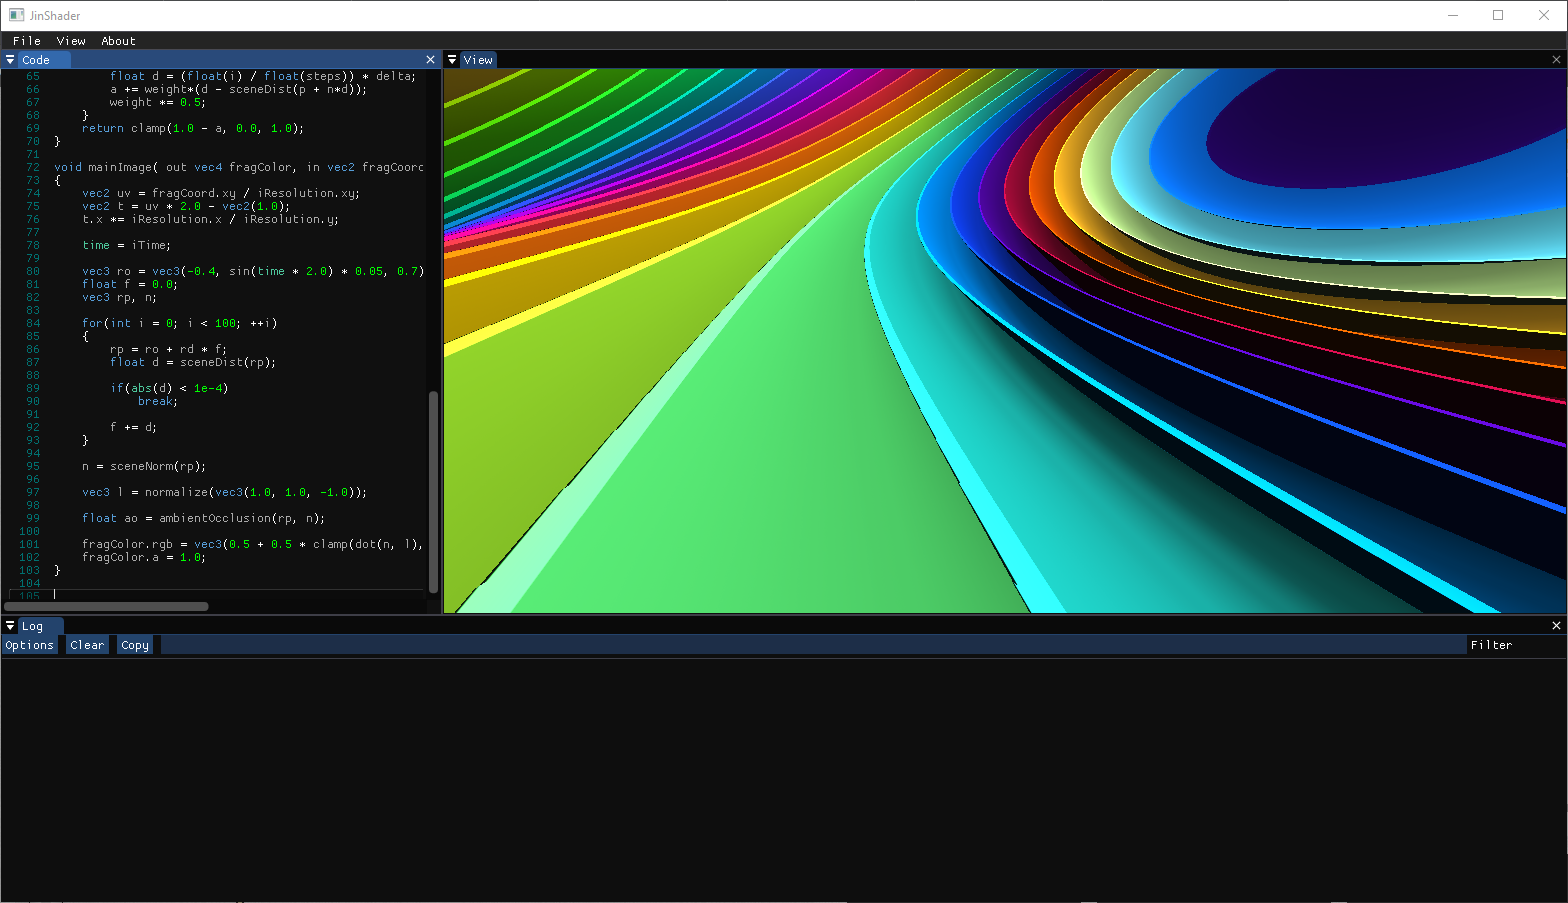 JinShader
File View About
Code
View
65 float d = (float(i) / float(steps)) * delta;
66 a += weight*(d - sceneDist(p + n*d));
67 weight *= 0.5;
68 }
69 return clamp(1.0 - a, 0.0, 1.0);
70 }
71
72 void mainImage( out vec4 fragColor, in vec2 fragCoord
73 {
74 vec2 uv = fragCoord.xy / iResolution.xy;
75 vec2 t = uv * 2.0 - vec2(1.0);
76 t.x *= iResolution.x / iResolution.y;
77
78 time = iTime;
79
80 vec3 ro = vec3(-0.4, sin(time * 2.0) * 0.05, 0.7)
81 float f = 0.0;
82 vec3 rp, n;
83
84 for(int i = 0; i < 100; ++i)
85 {
86 rp = ro + rd * f;
87 float d = sceneDist(rp);
88
89 if(abs(d) < 1e-4)
90 break;
91
92 f += d;
93 }
94
95 n = sceneNorm(rp);
96
97 vec3 l = normalize(vec3(1.0, 1.0, -1.0));
98
99 float ao = ambientOcclusion(rp, n);
100
101 fragColor.rgb = vec3(0.5 + 0.5 * clamp(dot(n, l),
102 fragColor.a = 1.0;
103 }
104
105
Log
Options Clear Copy Filter